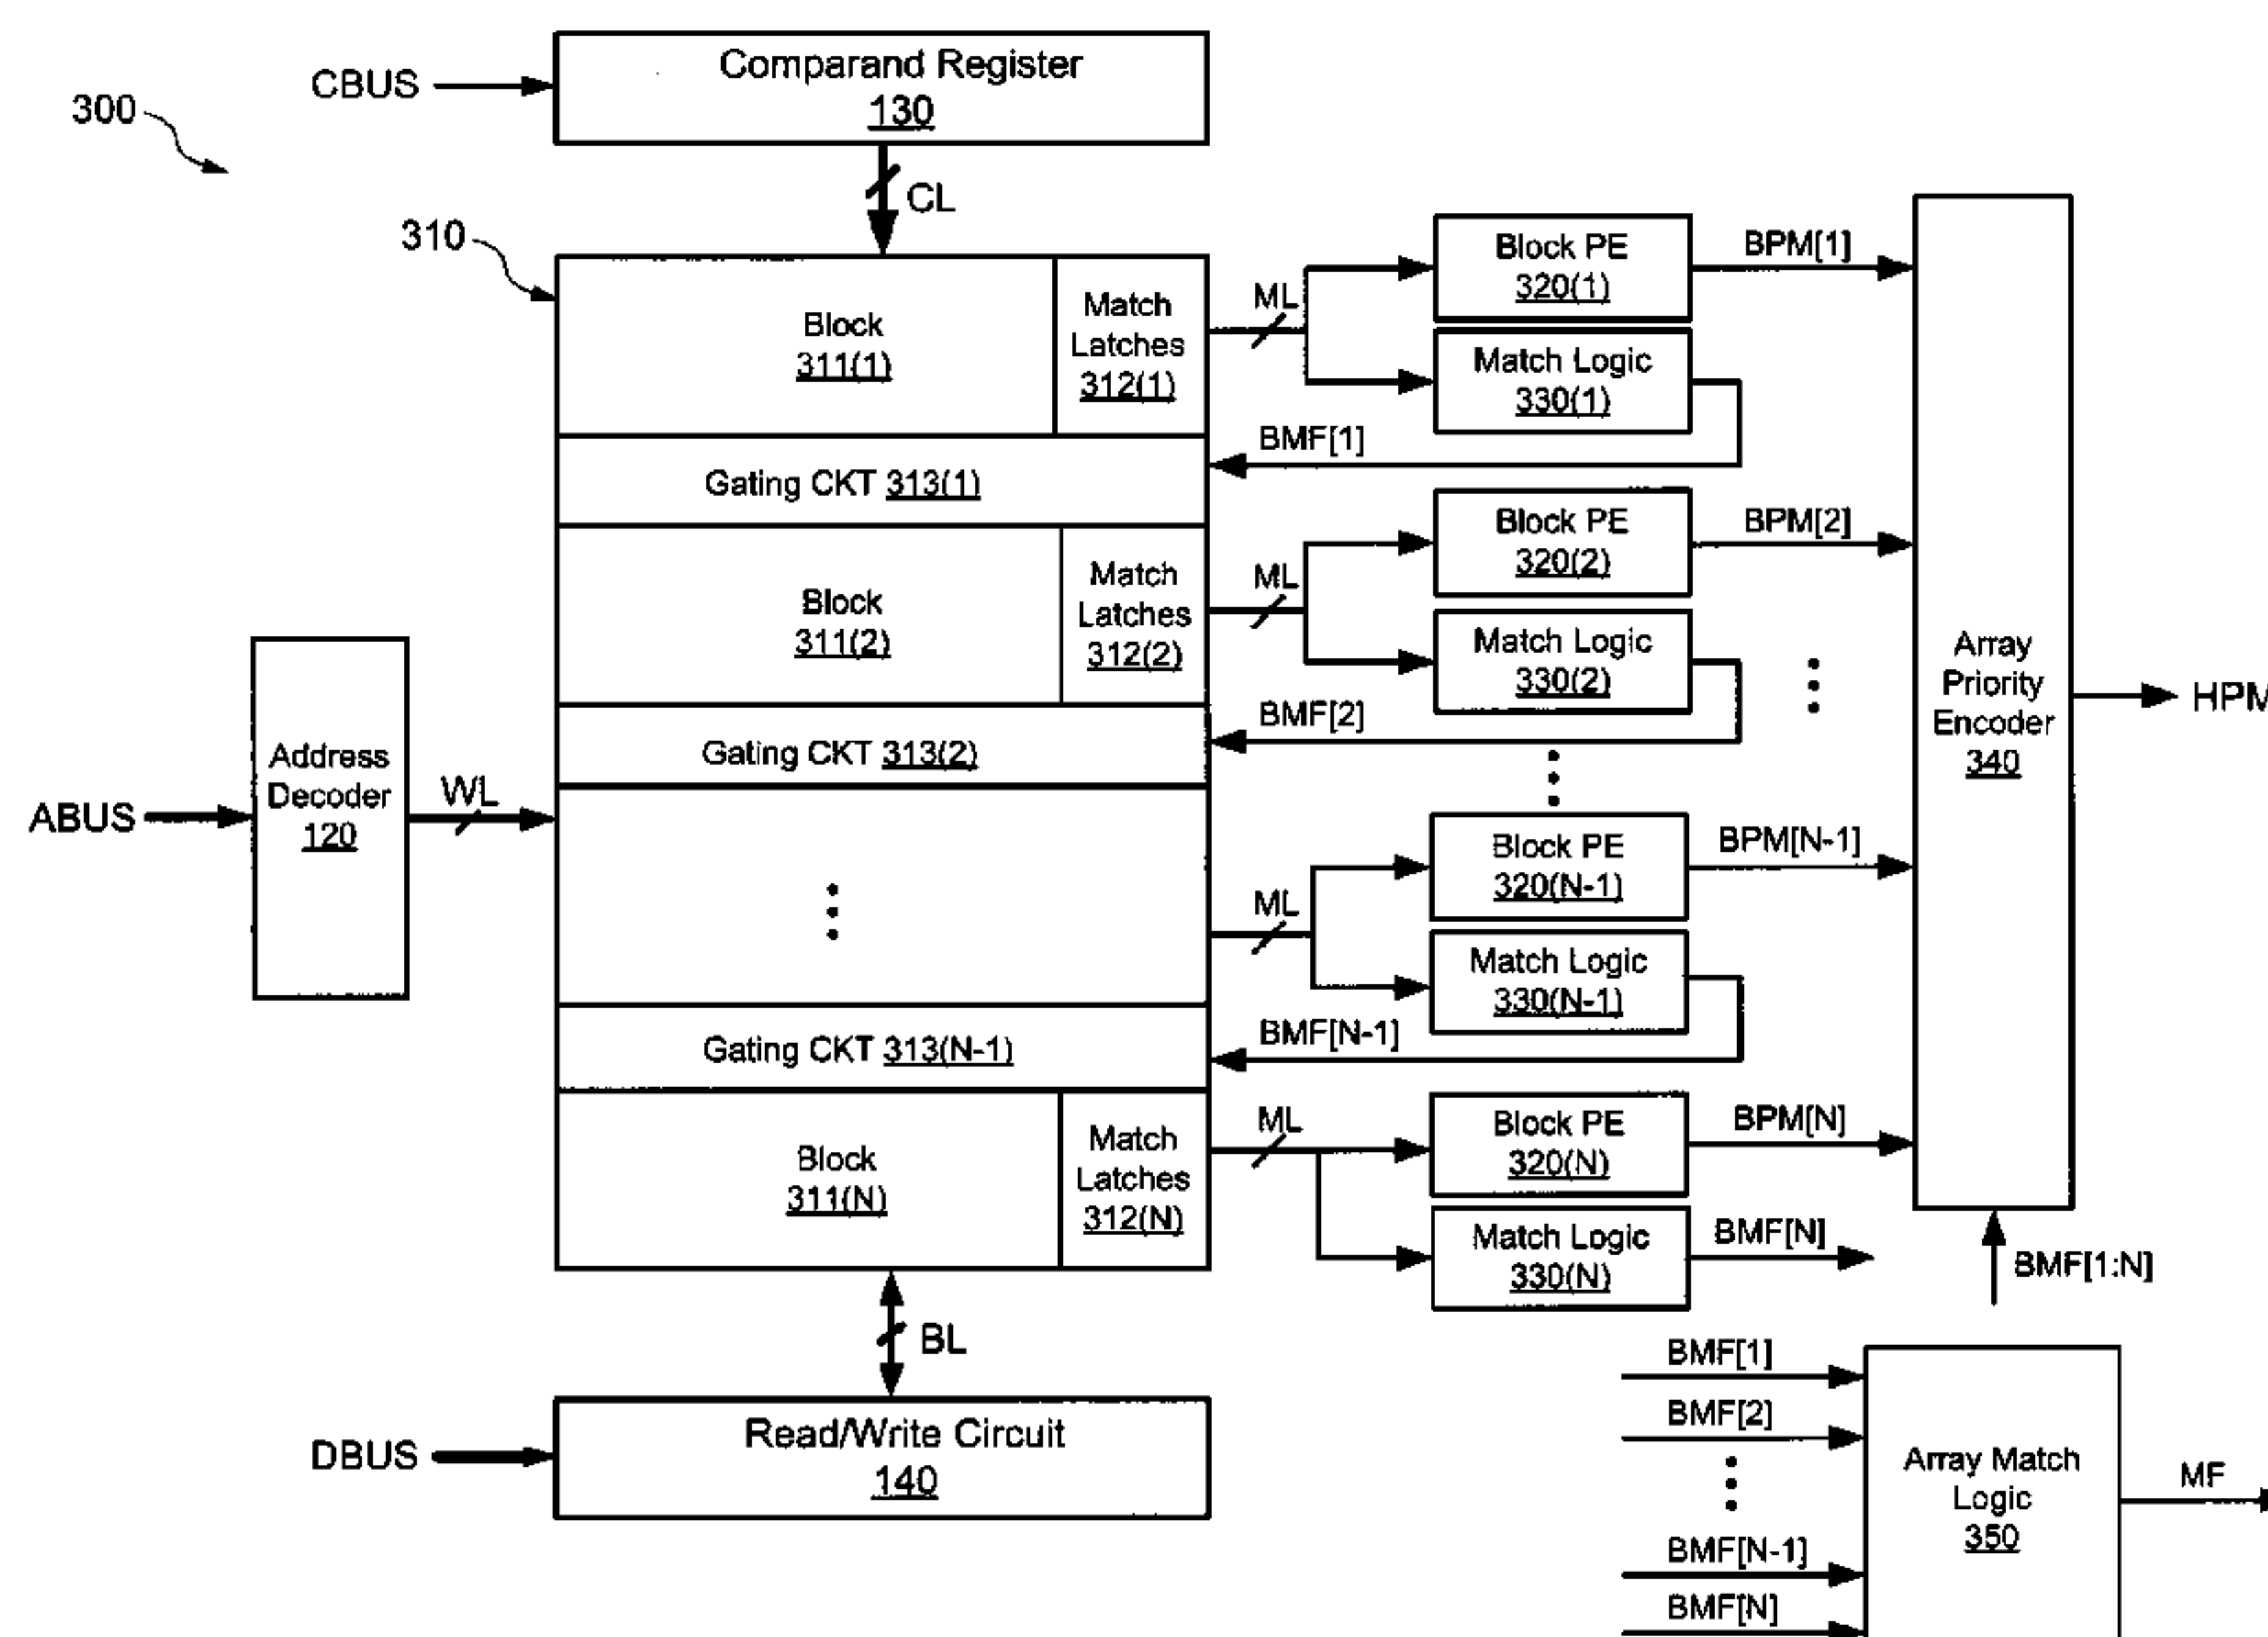 CBUS
Comparand Register
130
300
CL
310
Block
311(1)
Match
Latches
312(1)
ML
Block PE
320(1)
BPM[1]
Match Logic
330(1)
BMF[1]
Gating CKT 313(1)
Block
311(2)
Match
Latches
312(2)
ML
Block PE
320(2)
BPM[2]
Match Logic
330(2)
BMF[2]
Gating CKT 313(2)
Array
Priority
Encoder
340
HPM
ABUS
Address
Decoder
120
WL
ML
Block PE
320(N-1)
BPM[N-1]
Match Logic
330(N-1)
BMF[N-1]
Gating CKT 313(N-1)
Block
311(N)
Match
Latches
312(N)
ML
Block PE
320(N)
BPM[N]
Match Logic
330(N)
BMF[N]
BMF[1:N]
BL
DBUS
Read/Write Circuit
140
BMF[1]
BMF[2]
BMF[N-1]
BMF[N]
Array Match
Logic
350
MF